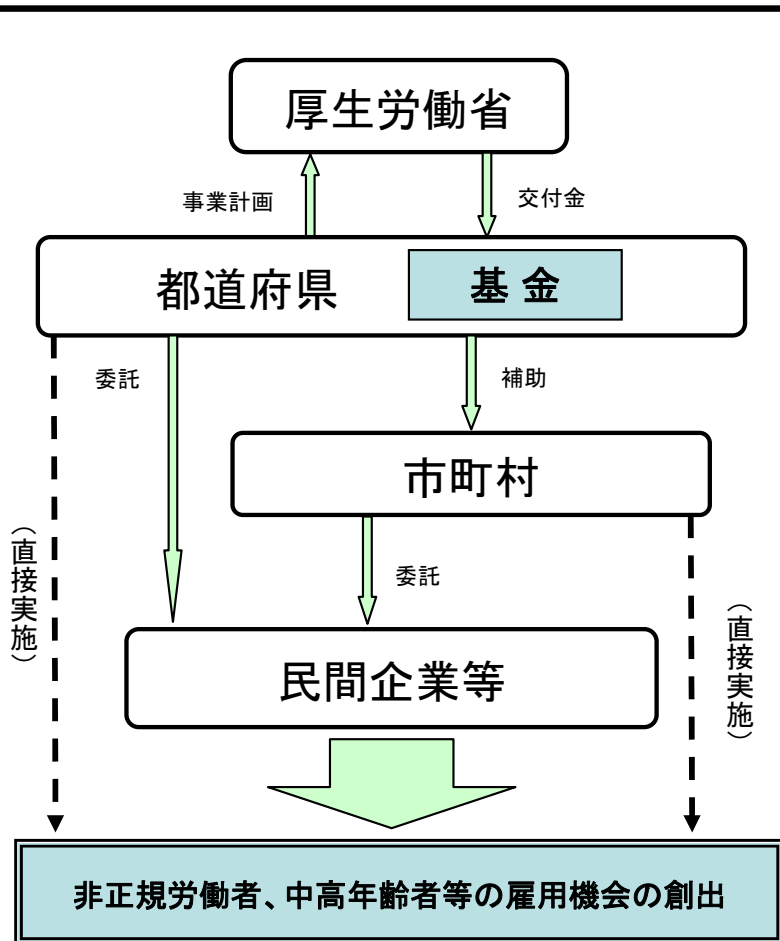 厚生労働省
事業計画
交付金
都道府県
基 金
委託
補助
市町村
（直接実施）
委託
（直接実施）
民間企業等
非正規労働者、中高年齢者等の雇用機会の創出